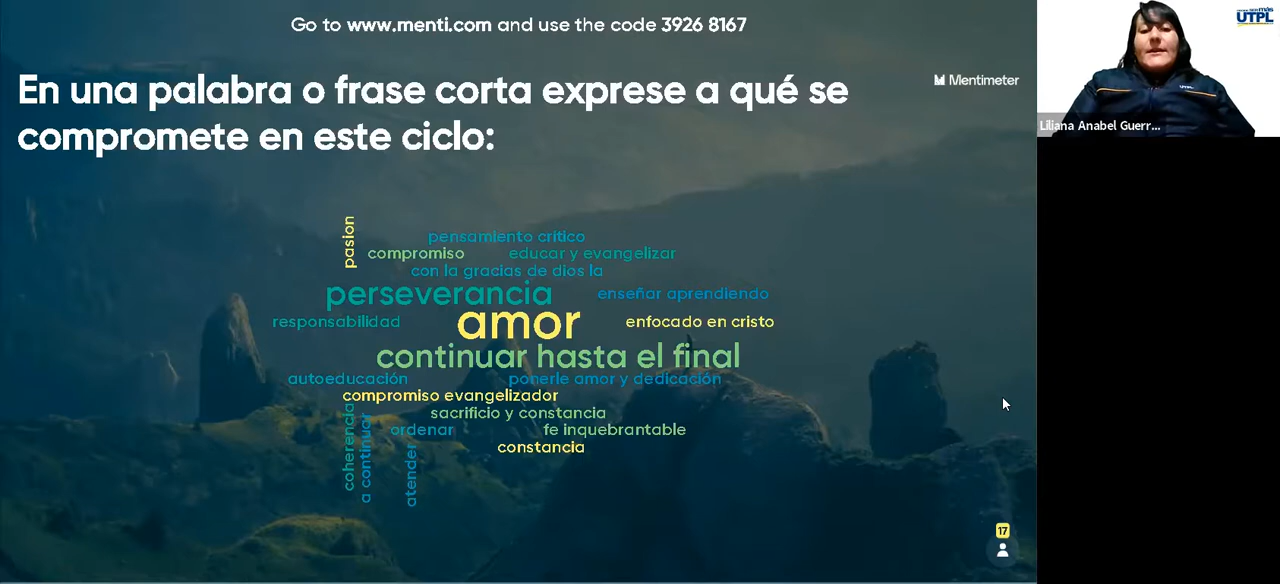 Go to www.menti.com and use the code 3926 8167
En una palabra o frase corta exprese a qué se
compromete en este ciclo:
Mentimeter
pasion
pensamiento crítico
compromiso
educar y evangelizar
con la gracias de dios la
perseverancia
enseñar aprendiendo
responsabilidad
amor
enfocado en cristo
continuar hasta el final
autoeducación
ponerle amor y dedicación
compromiso evangelizador
sacrificio y constancia
ordenar
fe inquebrantable
constancia
coherencia
a continuar
atender
17
UTPL
Liliana Anabel Guerr...